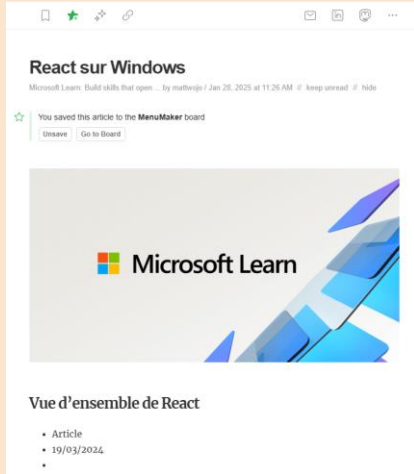 React sur Windows
Microsoft Learn: Build skills that open ... by mattwojo / Jan 28, 2025 at 11:26 AM // keep unread // hide
You saved this article to the MenuMaker board
Unsave Go to Board
Microsoft Learn
Vue d'ensemble de React
• Article
• 19/03/2024
•